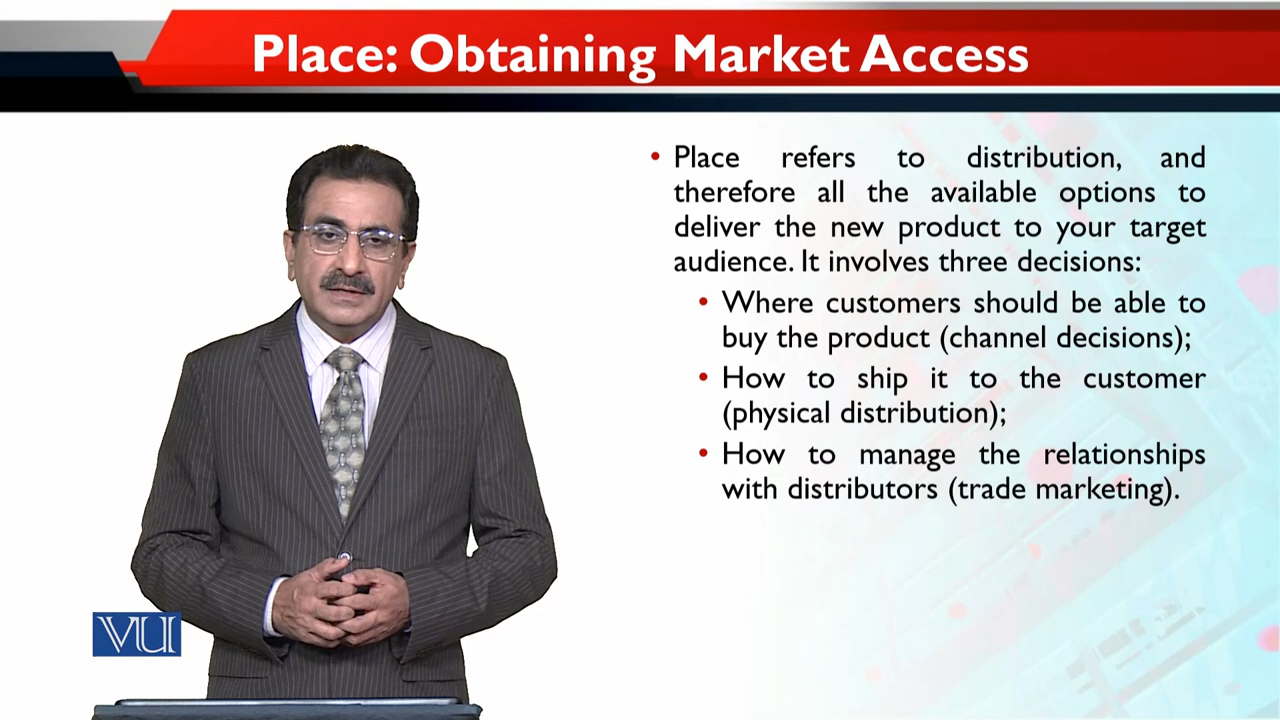 Place: Obtaining Market Access
• Place refers to distribution, and
therefore all the available options to
deliver the new product to your target
audience. It involves three decisions:
• Where customers should be able to
buy the product (channel decisions);
• How to ship it to the customer
(physical distribution);
• How to manage the relationships
with distributors (trade marketing).
VU